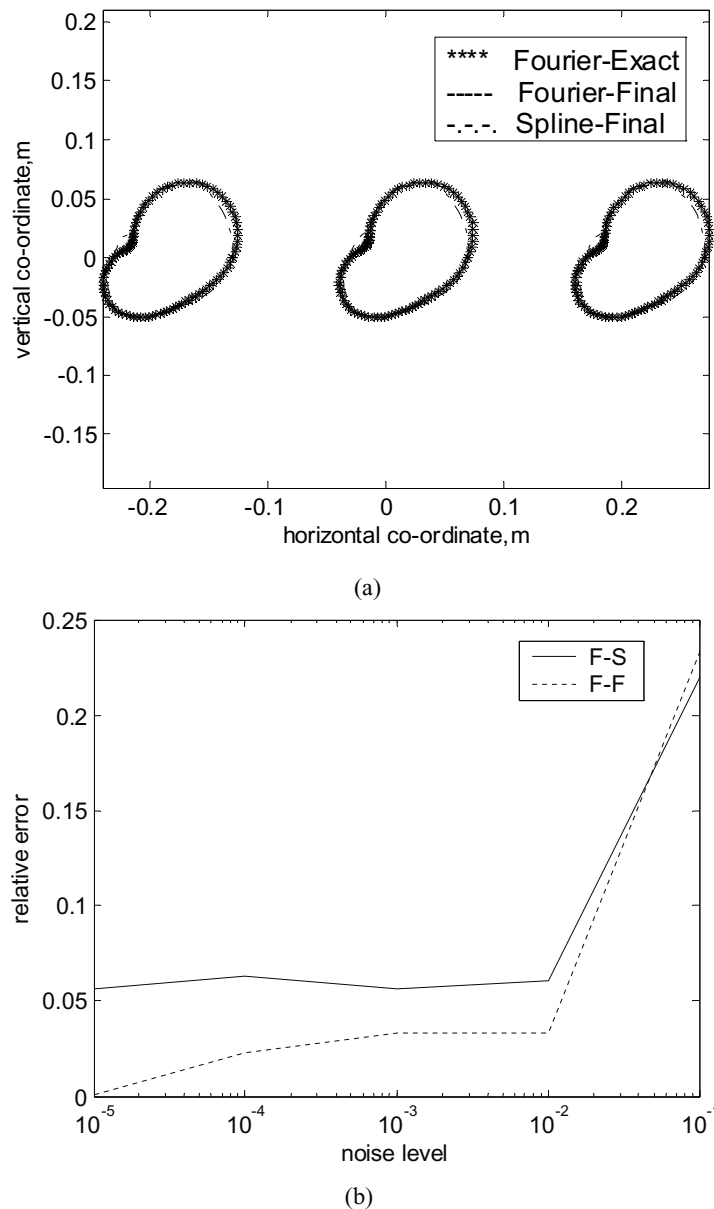 0.2
0.15
0.1
0.05
0
-0.05
-0.1
-0.15
vertical co-ordinate,m
**** Fourier-Exact
----- Fourier-Final
-.-.-. Spline-Final
-0.2 -0.1 0 0.1 0.2
horizontal co-ordinate,m
(a)
0.25
0.2
0.15
0.1
0.05
0
relative error
F-S
F-F
10^-5 10^-4 10^-3 10^-2 10^-1
noise level
(b)